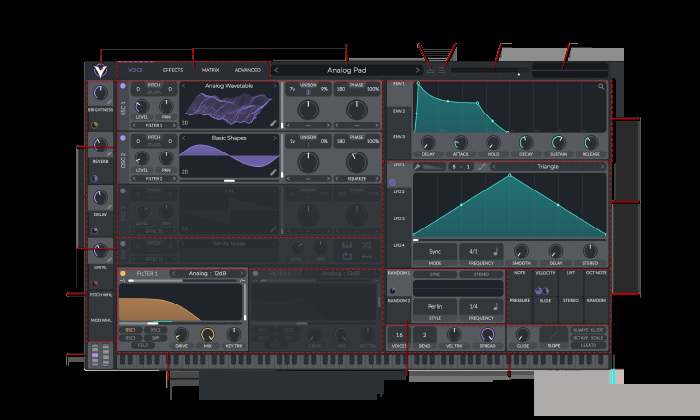 VOICE EFFECTS MATRIX ADVANCED
Analog Pad
BRIGHTNESS
REVERB
DELAY
PITCH WHL
MOD WHL
OSC 1
PITCH
0 0
LEVEL PAN
FILTER 1
Analog Wavetable
UNISON
7v 9%
PHASE
180 100%
OSC 2
PITCH
0 0
LEVEL PAN
FILTER 2
Basic Shapes
2D
UNISON
1v 0%
PHASE
180 100%
SQUEEZE
White Noise
FILTER 1
Analog : 12dB
OSC1 OSC2
OSC3 SMP
FIL2
DRIVE MIX KEY TRK
ENV 1
ENV 2
ENV 3
DELAY ATTACK HOLD DECAY SUSTAIN RELEASE
LFO 1
LFO 2
LFO 3
LFO 4
8 - 1
Triangle
Sync
MODE
4/1
FREQUENCY
SMOOTH DELAY STEREO
RANDOM 1
RANDOM 2
SYNC STEREO
Perlin
STYLE
1/4
FREQUENCY
NOTE VELOCITY LIFT OCT NOTE
PRESSURE SLIDE STEREO RANDOM
16
VOICES
2
BEND
VEL TRK
SPREAD
GLIDE
SLOPE
ALWAYS GLIDE
OCTAVE SCALE
LEGATO